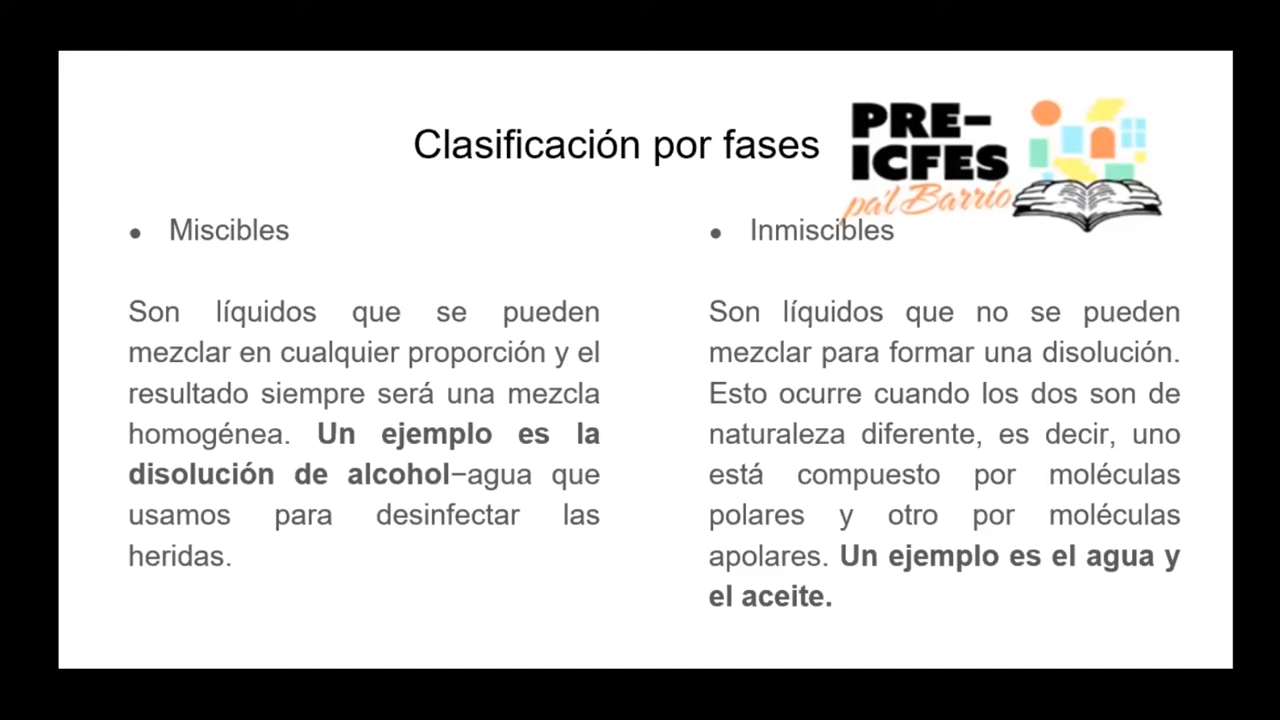 Clasificación por fases
PRE-
ICFES
pa'l Barrio
• Miscibles
Son líquidos que se pueden
mezclar en cualquier proporción y el
resultado siempre será una mezcla
homogénea. Un ejemplo es la
disolución de alcohol−agua que
usamos para desinfectar las
heridas.
• Inmiscibles
Son líquidos que no se pueden
mezclar para formar una disolución.
Esto ocurre cuando los dos son de
naturaleza diferente, es decir, uno
está compuesto por moléculas
polares y otro por moléculas
apolares. Un ejemplo es el agua y
el aceite.